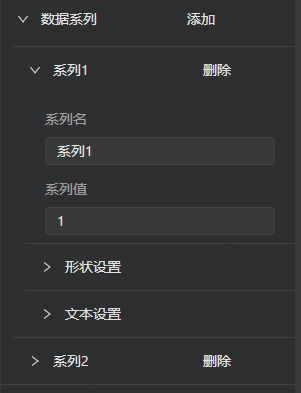 数据系列 添加
系列1 删除
系列名
系列1
系列值
1
形状设置
文本设置
系列2 删除